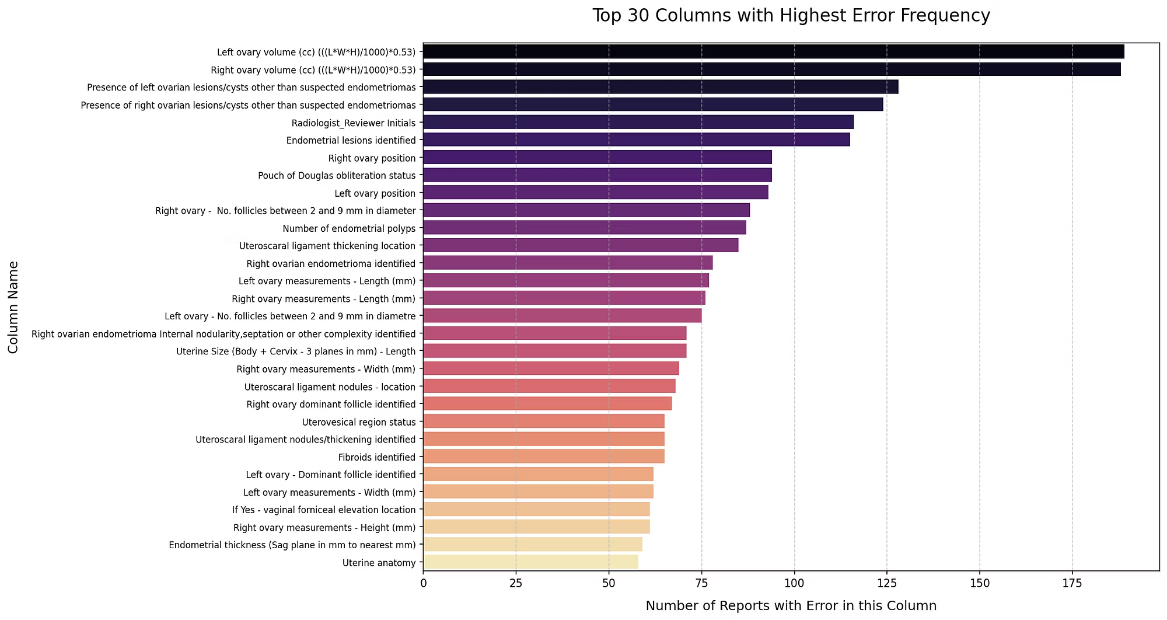 Top 30 Columns with Highest Error Frequency
Column Name
Left ovary volume (cc) (((L*W*H)/1000)*0.53)
Right ovary volume (cc) (((L*W*H)/1000)*0.53)
Presence of left ovarian lesions/cysts other than suspected endometriomas
Presence of right ovarian lesions/cysts other than suspected endometriomas
Radiologist_Reviewer Initials
Endometrial lesions identified
Right ovary position
Pouch of Douglas obliteration status
Left ovary position
Right ovary -  No. follicles between 2 and 9 mm in diameter
Number of endometrial polyps
Uteroscaral ligament thickening location
Right ovarian endometrioma identified
Left ovary measurements - Length (mm)
Right ovary measurements - Length (mm)
Left ovary - No. follicles between 2 and 9 mm in diametre
Right ovarian endometrioma Internal nodularity,septation or other complexity identified
Uterine Size (Body + Cervix - 3 planes in mm) - Length
Right ovary measurements - Width (mm)
Uteroscaral ligament nodules - location
Right ovary dominant follicle identified
Uterovesical region status
Uteroscaral ligament nodules/thickening identified
Fibroids identified
Left ovary - Dominant follicle identified
Left ovary measurements - Width (mm)
If Yes - vaginal forniceal elevation location
Right ovary measurements - Height (mm)
Endometrial thickness (Sag plane in mm to nearest mm)
Uterine anatomy
0 25 50 75 100 125 150 175
Number of Reports with Error in this Column